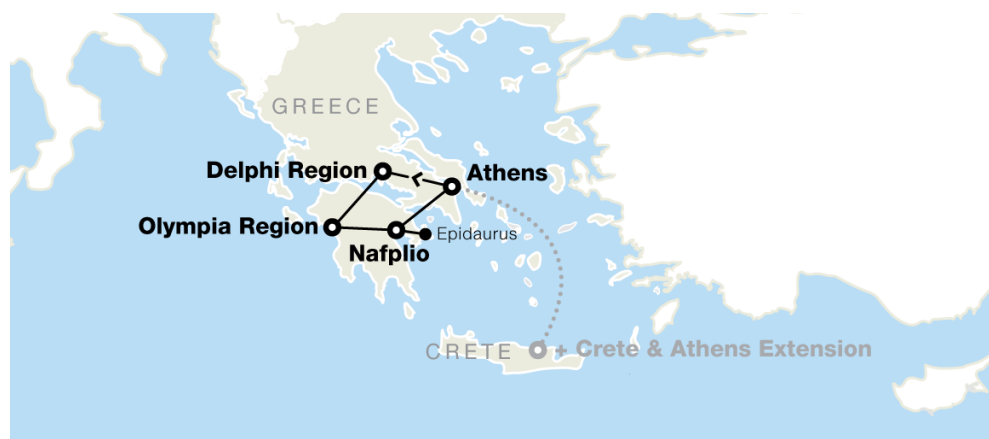 GREECE
Delphi Region
Athens
Olympia Region
Nafplio
Epidaurus
CRETE
+ Crete & Athens Extension